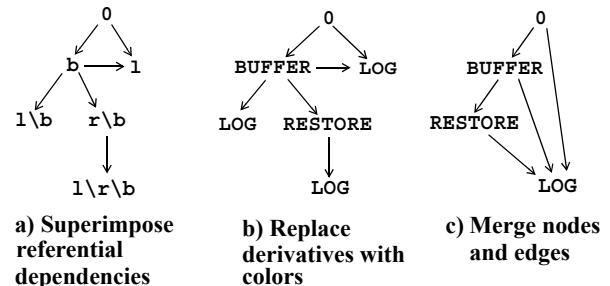 0
b
l
l\b
r\b
l\r\b
a) Superimpose
referential
dependencies
0
BUFFER
LOG
LOG
RESTORE
LOG
b) Replace
derivatives with
colors
0
BUFFER
RESTORE
LOG
c) Merge nodes
and edges